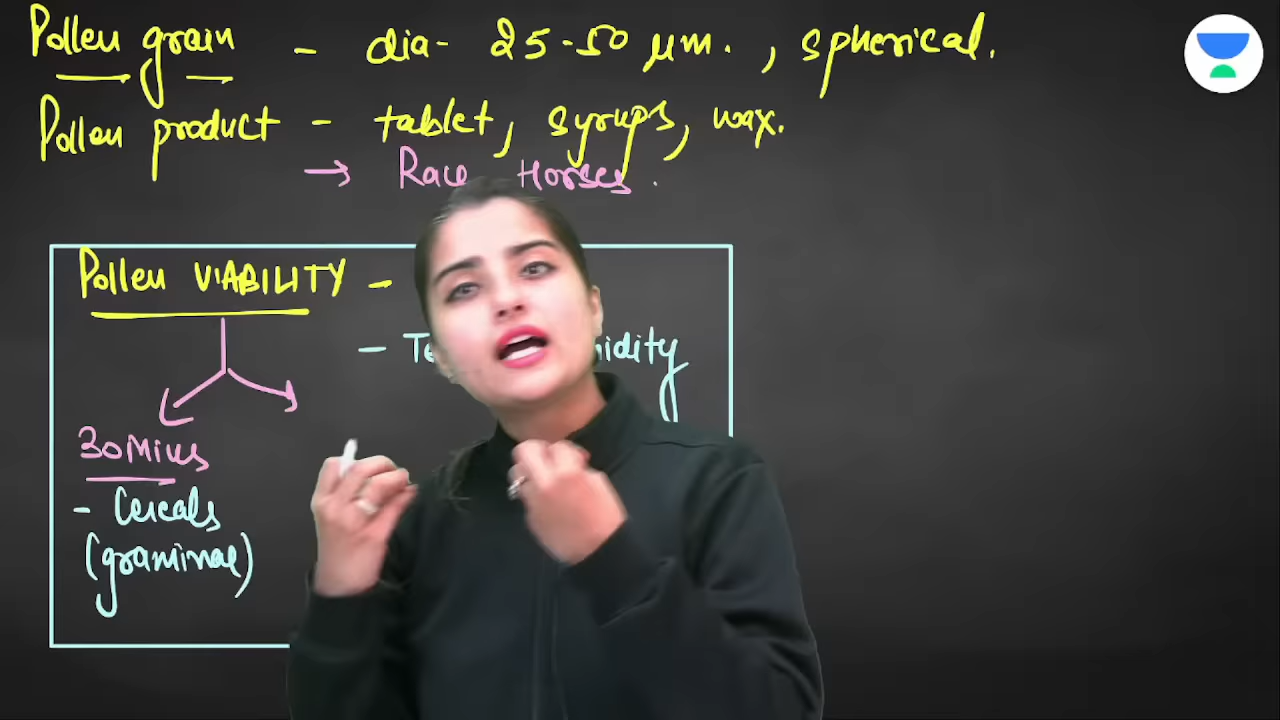 Pollen grain - dia- 25-50 μm. , spherical.
Pollen product - tablet, syrups, wax.
→ Race Horses.
Pollen VIABILITY -
- Te idity
30 Mins
- Cereals
(graminae)